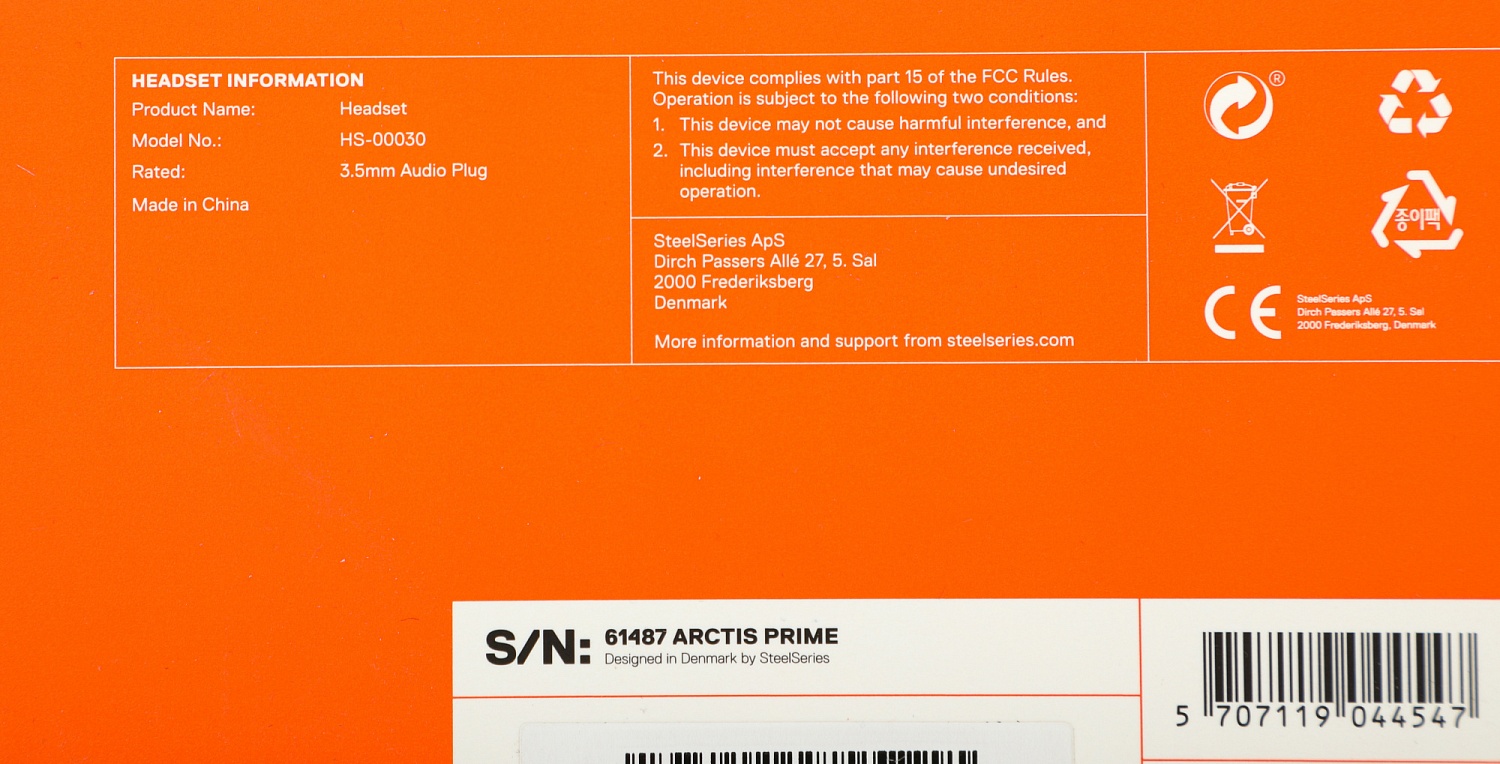 HEADSET INFORMATION
Product Name: Headset
Model No.: HS-00030
Rated: 3.5mm Audio Plug
Made in China
This device complies with part 15 of the FCC Rules.
Operation is subject to the following two conditions:
1. This device may not cause harmful interference, and
2. This device must accept any interference received,
including interference that may cause undesired
operation.
SteelSeries ApS
Dirch Passers Allé 27, 5. Sal
2000 Frederiksberg
Denmark
More information and support from steelseries.com
®
종이팩
CE
SteelSeries ApS
Dirch Passers Allé 27, 5. Sal
2000 Frederiksberg, Denmark
S/N: 61487 ARCTIS PRIME
Designed in Denmark by SteelSeries
5 707119 044547